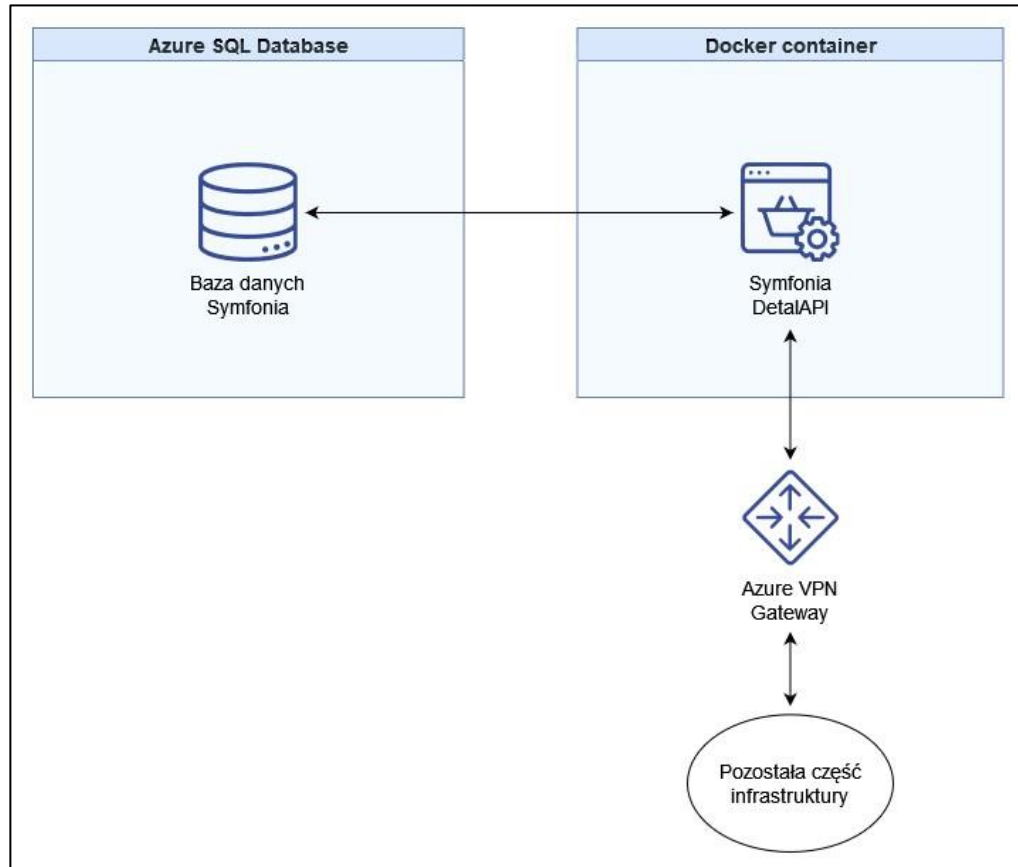 Azure SQL Database
Docker container
Baza danych
Symfonia
Symfonia
DetalAPI
Azure VPN
Gateway
Pozostała część
infrastruktury